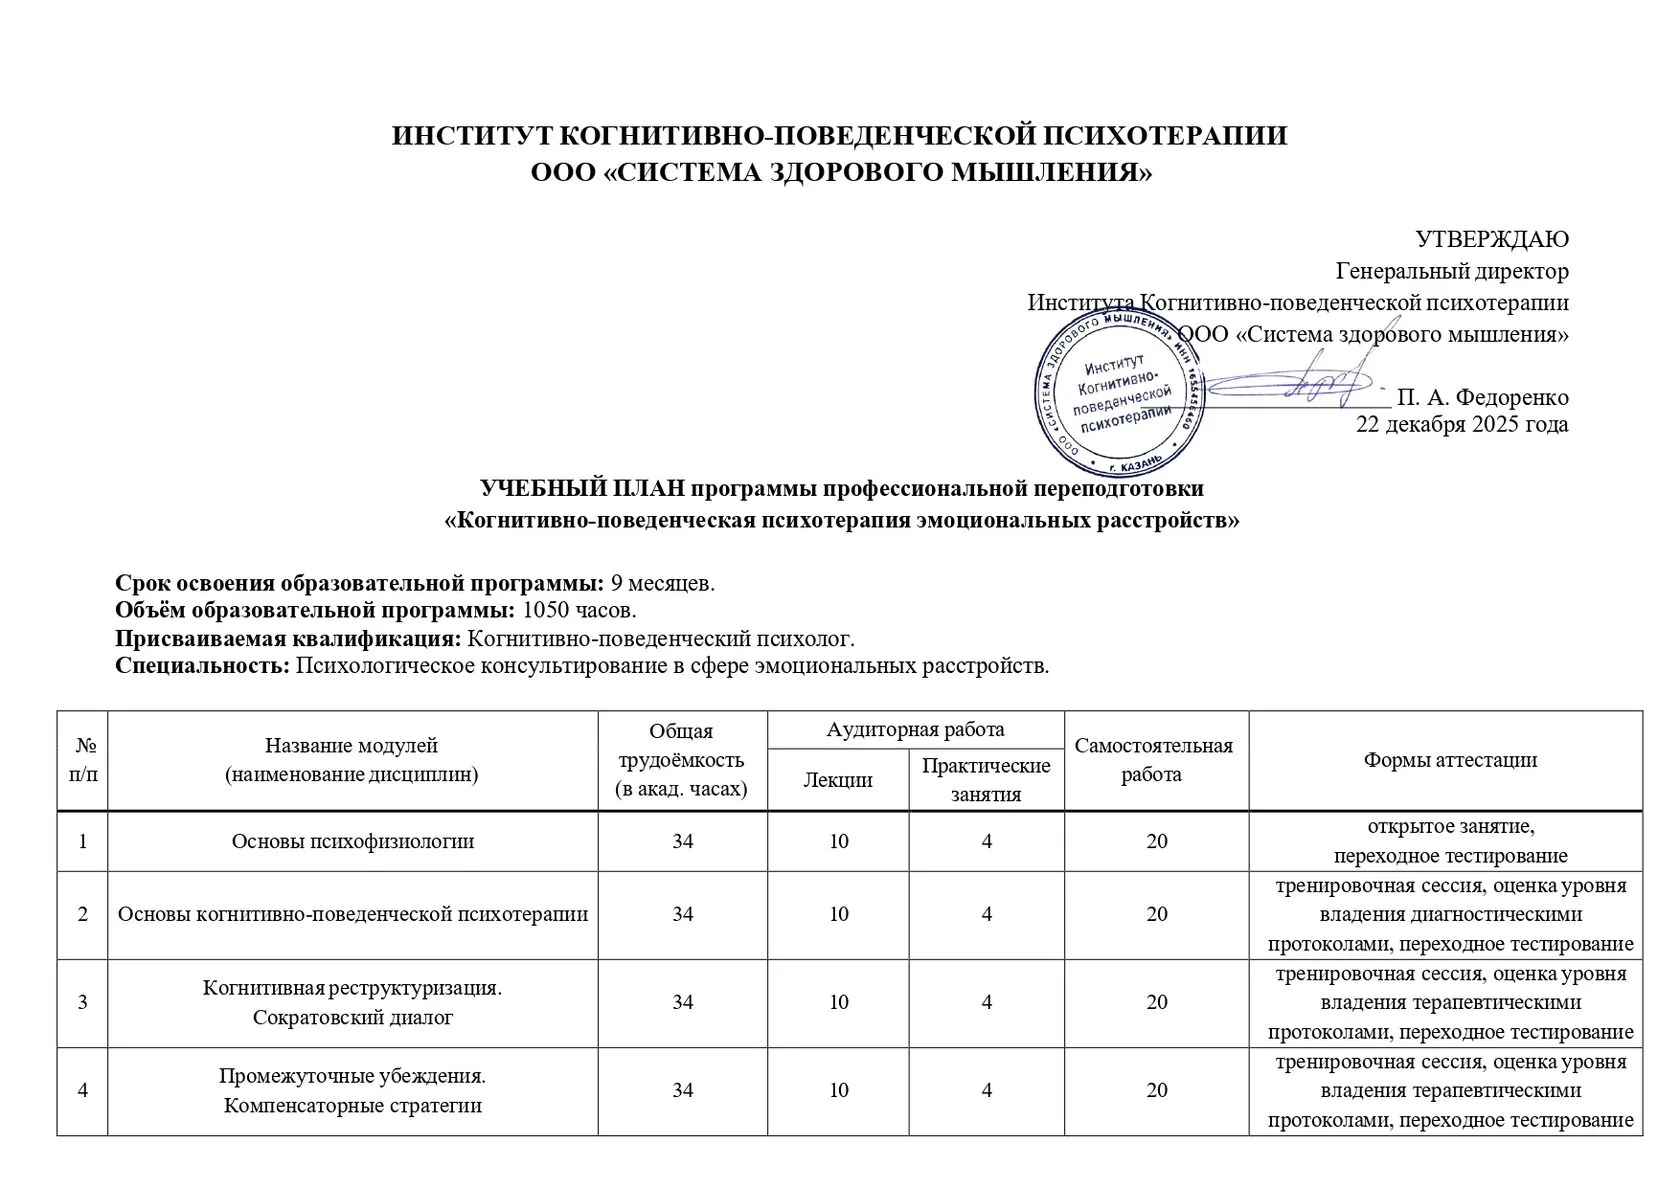 ИНСТИТУТ КОГНИТИВНО-ПОВЕДЕНЧЕСКОЙ ПСИХОТЕРАПИИ
ООО «СИСТЕМА ЗДОРОВОГО МЫШЛЕНИЯ»
УТВЕРЖДАЮ
Генеральный директор
Института Когнитивно-поведенческой психотерапии
ООО «Система здорового мышления»
П. А. Федоренко
22 декабря 2025 года
ООО «СИСТЕМА ЗДОРОВОГО МЫШЛЕНИЯ» ИНН 1655456460
г. КАЗАНЬ
Институт
Когнитивно-
поведенческой
психотерапии
УЧЕБНЫЙ ПЛАН программы профессиональной переподготовки
«Когнитивно-поведенческая психотерапия эмоциональных расстройств»
Срок освоения образовательной программы: 9 месяцев.
Объём образовательной программы: 1050 часов.
Присваиваемая квалификация: Когнитивно-поведенческий психолог.
Специальность: Психологическое консультирование в сфере эмоциональных расстройств.
№
п/п
Название модулей
(наименование дисциплин)
Общая
трудоёмкость
(в акад. часах)
Аудиторная работа
Лекции
Практические
занятия
Самостоятельная
работа
Формы аттестации
1
Основы психофизиологии
34
10
4
20
открытое занятие,
переходное тестирование
2
Основы когнитивно-поведенческой психотерапии
34
10
4
20
тренировочная сессия, оценка уровня
владения диагностическими
протоколами, переходное тестирование
3
Когнитивная реструктуризация.
Сократовский диалог
34
10
4
20
тренировочная сессия, оценка уровня
владения терапевтическими
протоколами, переходное тестирование
4
Промежуточные убеждения.
Компенсаторные стратегии
34
10
4
20
тренировочная сессия, оценка уровня
владения терапевтическими
протоколами, переходное тестирование